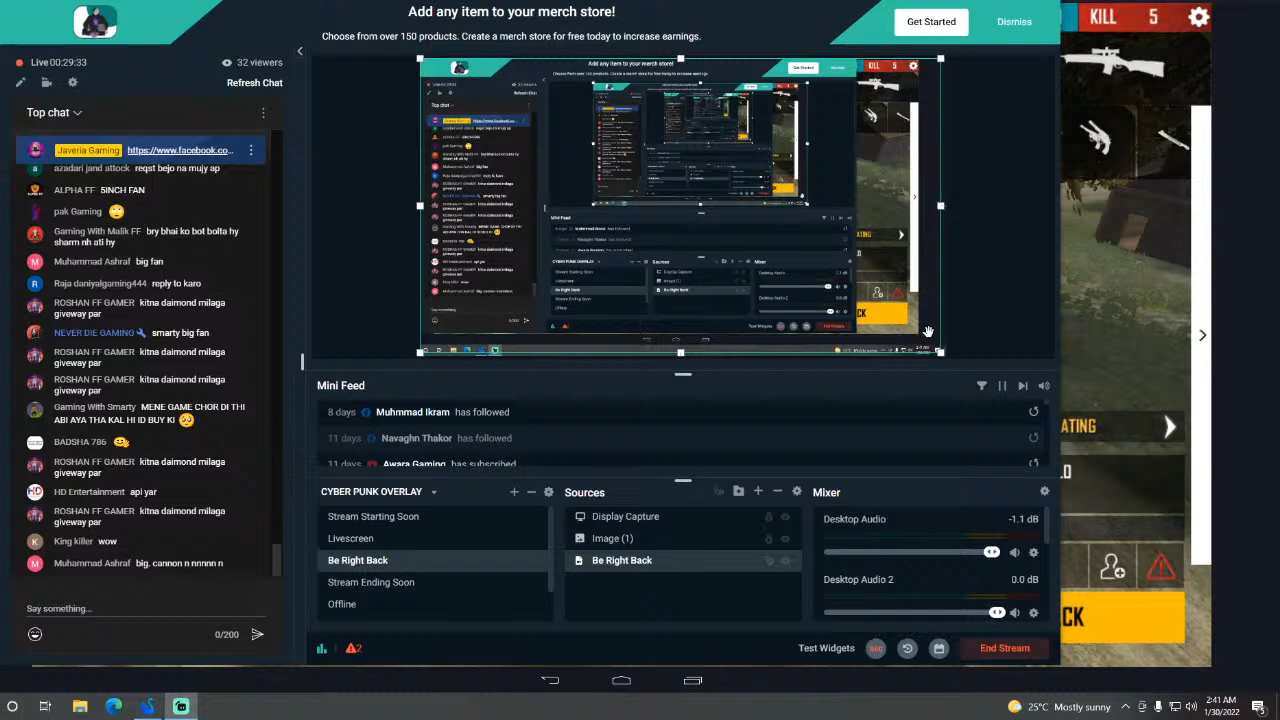 Add any item to your merch store!
Choose from over 150 products. Create a merch store for free today to increase earnings.
Get Started
Dismiss
KILL 5
Live 00:29:33
32 viewers
Refresh Chat
Top chat
Javeria Gaming https://www.facebook.co...
azadari jand attock pubt bejo ne mujy ap
5INCH FAN
jok Gaming
Gaming With Malik FF bry bhai ko bot bolta hy
sharm nh ati hy
Muhammad Ashraf big fan
reply to karo
ROSHAN FF GAMER kitna daimond milaga
giveway par
NEVER DIE GAMING smarty big fan
ROSHAN FF GAMER kitna daimond milaga
giveway par
ROSHAN FF GAMER kitna daimond milaga
giveway par
Gaming With Smarty MENE GAME CHOR DI THI
ABI AYA THA KAL HI ID BUY KI
BADSHA 786
ROSHAN FF GAMER kitna daimond milaga
giveway par
HD Entertainment apl yar
ROSHAN FF GAMER kitna daimond milaga
giveway par
King killer wow
Muhammad Ashraf big. cannon n nnnnn n
Say something...
0/200
Mini Feed
8 days Muhmmad Ikram has followed
11 days Navaghn Thakor has followed
11 days Awara Gaming has subscribed
CYBER PUNK OVERLAY
Stream Starting Soon
Livescreen
Be Right Back
Stream Ending Soon
Offline
Sources
Display Capture
Image (1)
Be Right Back
Mixer
Desktop Audio -1.1 dB
Desktop Audio 2 0.0 dB
2
Test Widgets
REC
End Stream
ATING
CK
25°C Mostly sunny
2:41 AM
1/30/2022